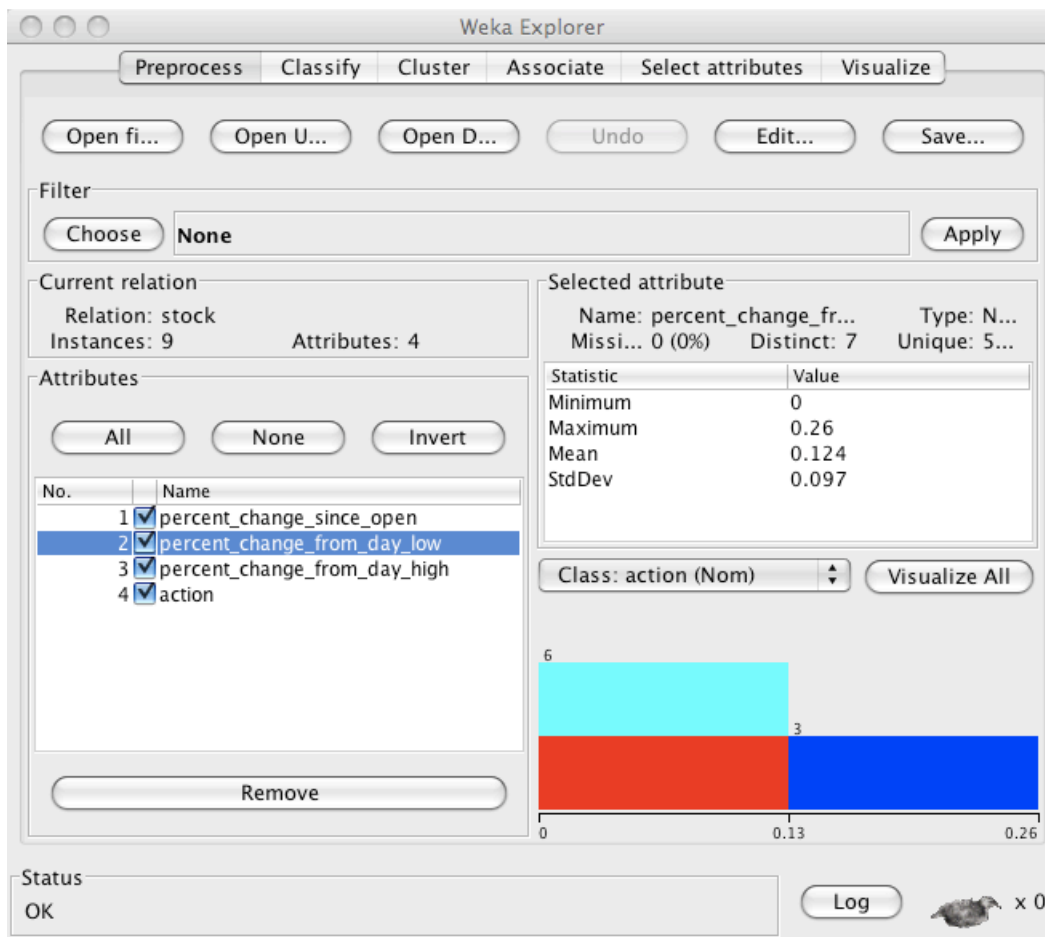 Weka Explorer
Preprocess Classify Cluster Associate Select attributes Visualize
Open fi... Open U... Open D... Undo Edit... Save...
Filter
Choose None Apply
Current relation
Relation: stock
Instances: 9 Attributes: 4
Selected attribute
Name: percent_change_fr... Type: N...
Missi... 0 (0%) Distinct: 7 Unique: 5...
Statistic Value
Minimum 0
Maximum 0.26
Mean 0.124
StdDev 0.097
Attributes
All None Invert
No. Name
1 percent_change_since_open
2 percent_change_from_day_low
3 percent_change_from_day_high
4 action
Remove
Class: action (Nom) Visualize All
6
3
0 0.13 0.26
Status
OK
Log x 0